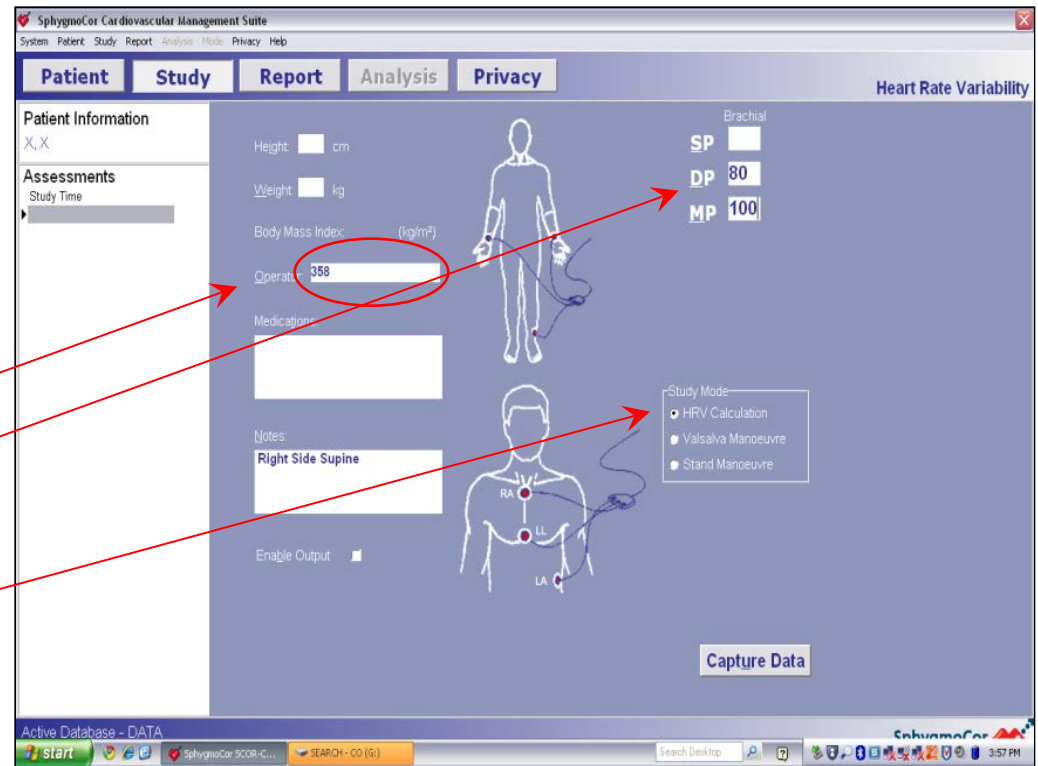 SphygmoCor Cardiovascular Management Suite
System Patient Study Report Analysis Mode Privacy Help
Patient Study Report Analysis Privacy
Heart Rate Variability
Patient Information
X, X
Assessments
Study Time
Height cm
Weight kg
Body Mass Index: (kg/m²)
Operator 358
Medications:
Notes:
Right Side Supine
Enable Output
RA
LL
LA
Brachial
SP
DP 80
MP 100
Study Mode
HRV Calculation
Valsalva Manoeuvre
Stand Manoeuvre
Capture Data
Active Database - DATA
SphygmoCor
start
SphygmoCor SCOR-C...
SEARCH - CO (G:)
Search Desktop
3:57 PM